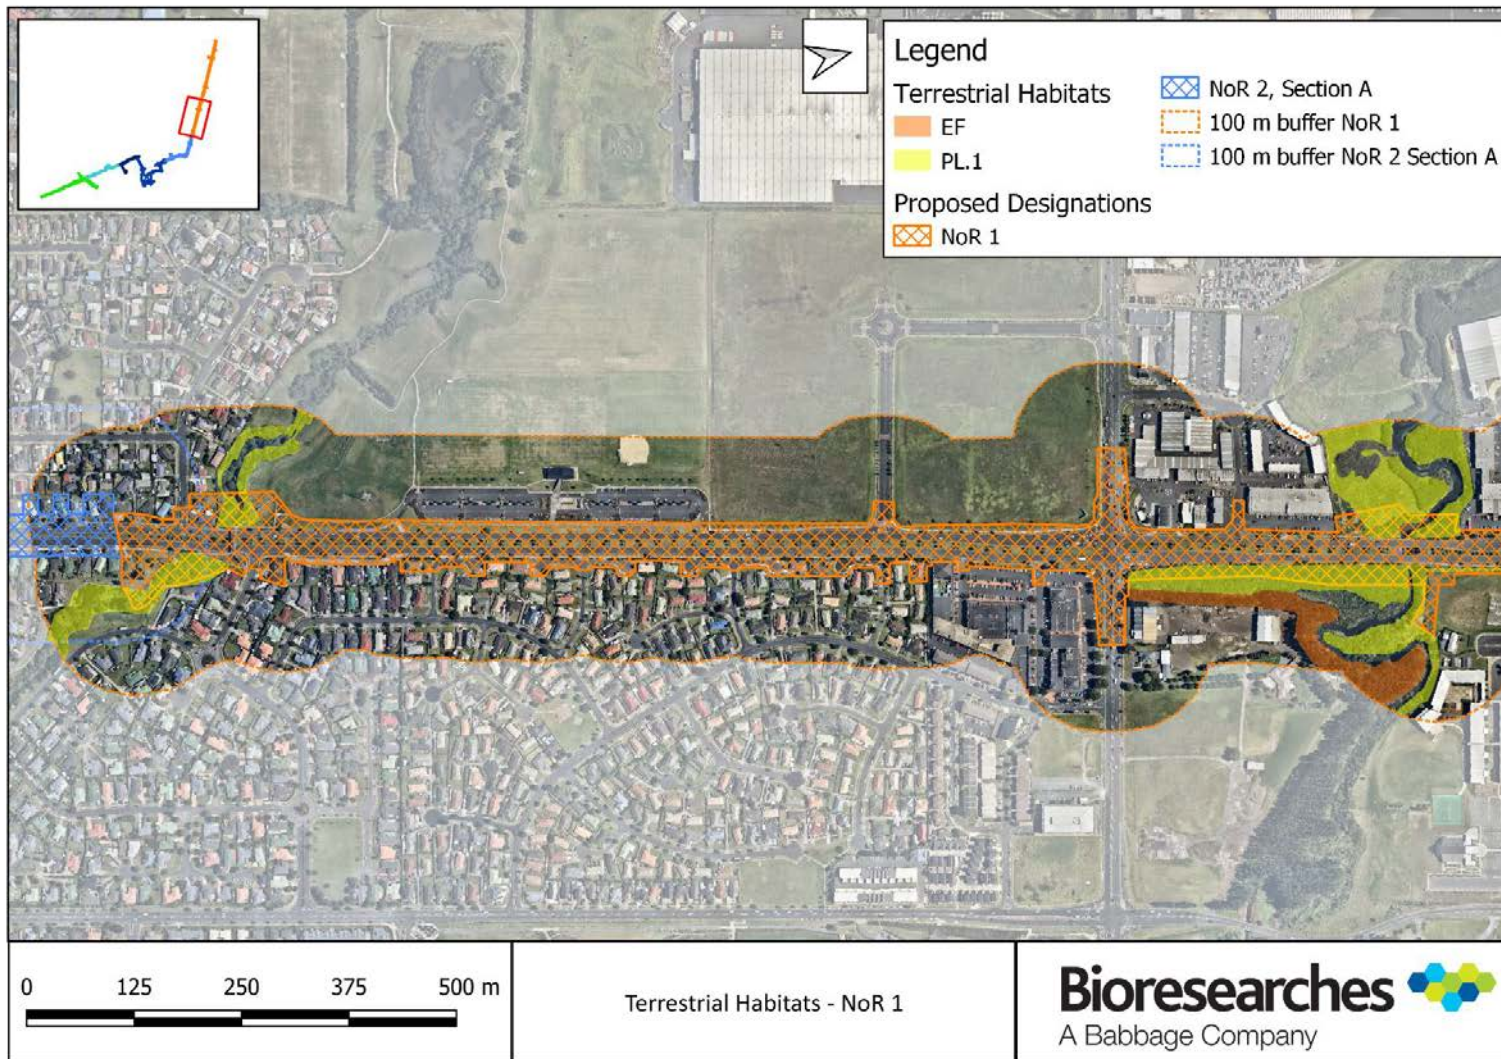 Legend
Terrestrial Habitats
EF
PL.1
Proposed Designations
NoR 1
NoR 2, Section A
100 m buffer NoR 1
100 m buffer NoR 2 Section A
0 125 250 375 500 m
Terrestrial Habitats - NoR 1
Bioresearches
A Babbage Company